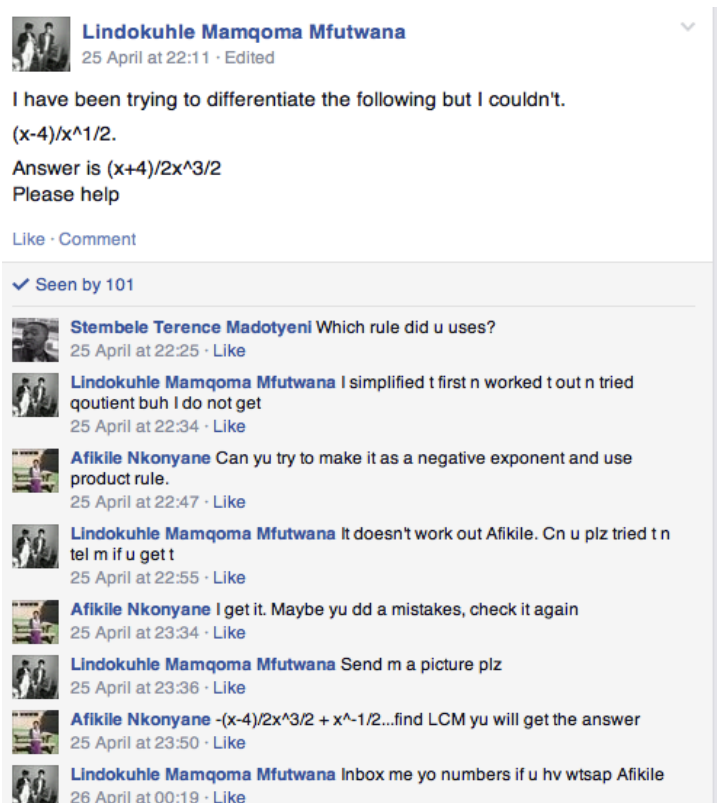 Lindokuhle Mamqoma Mfutwana
25 April at 22:11 · Edited
I have been trying to differentiate the following but I couldn't.
(x-4)/x^1/2.
Answer is (x+4)/2x^3/2
Please help
Like · Comment
✓ Seen by 101
Stembele Terence Madotyeni Which rule did u uses?
25 April at 22:25 · Like
Lindokuhle Mamqoma Mfutwana I simplified t first n worked t out n tried
qoutient buh I do not get
25 April at 22:34 · Like
Afikile Nkonyane Can yu try to make it as a negative exponent and use
product rule.
25 April at 22:47 · Like
Lindokuhle Mamqoma Mfutwana It doesn't work out Afikile. Cn u plz tried t n
tel m if u get t
25 April at 22:55 · Like
Afikile Nkonyane I get it. Maybe yu dd a mistakes, check it again
25 April at 23:34 · Like
Lindokuhle Mamqoma Mfutwana Send m a picture plz
25 April at 23:36 · Like
Afikile Nkonyane -(x-4)/2x^3/2 + x^-1/2...find LCM yu will get the answer
25 April at 23:50 · Like
Lindokuhle Mamqoma Mfutwana Inbox me yo numbers if u hv wtsap Afikile
26 April at 00:19 · Like